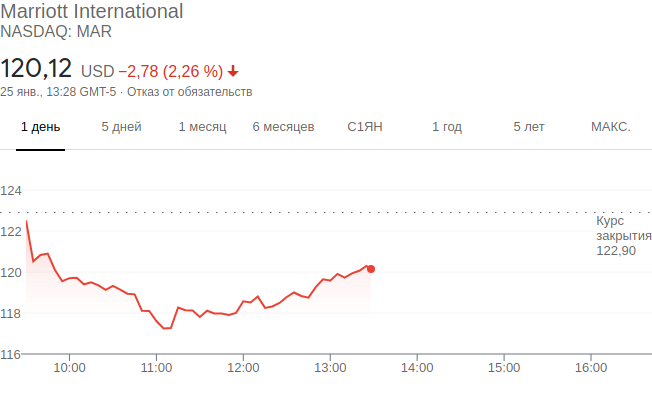 Marriott International
NASDAQ: MAR
120,12 USD −2,78 (2,26 %)
25 янв., 13:28 GMT-5 · Отказ от обязательств
1 день 5 дней 1 месяц 6 месяцев С1ЯН 1 год 5 лет МАКС.
124
Курс
закрытия
122,90
122
120
118
116
10:00 11:00 12:00 13:00 14:00 15:00 16:00